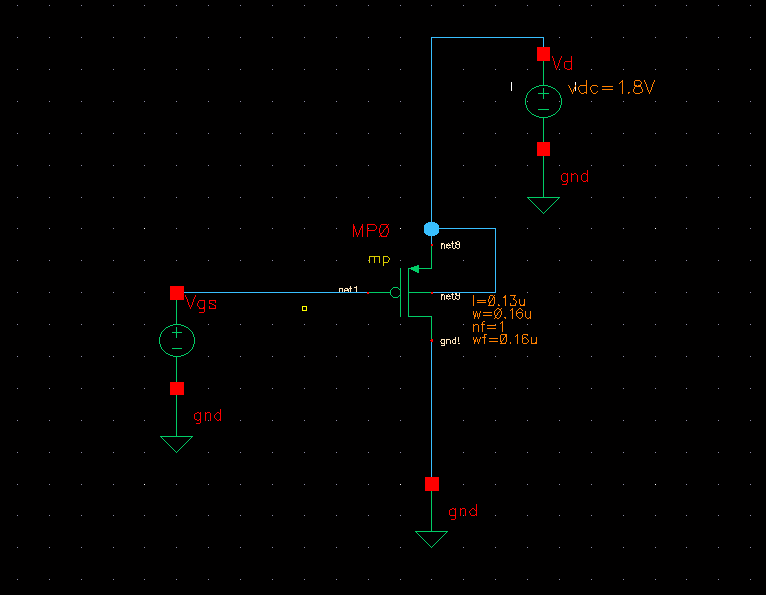 Vd
vdc=1.8V
gnd
MP0
net9
mp
net1
net9
l=0.13u
w=0.16u
nf=1
wf=0.16u
Vgs
gnd!
gnd
gnd